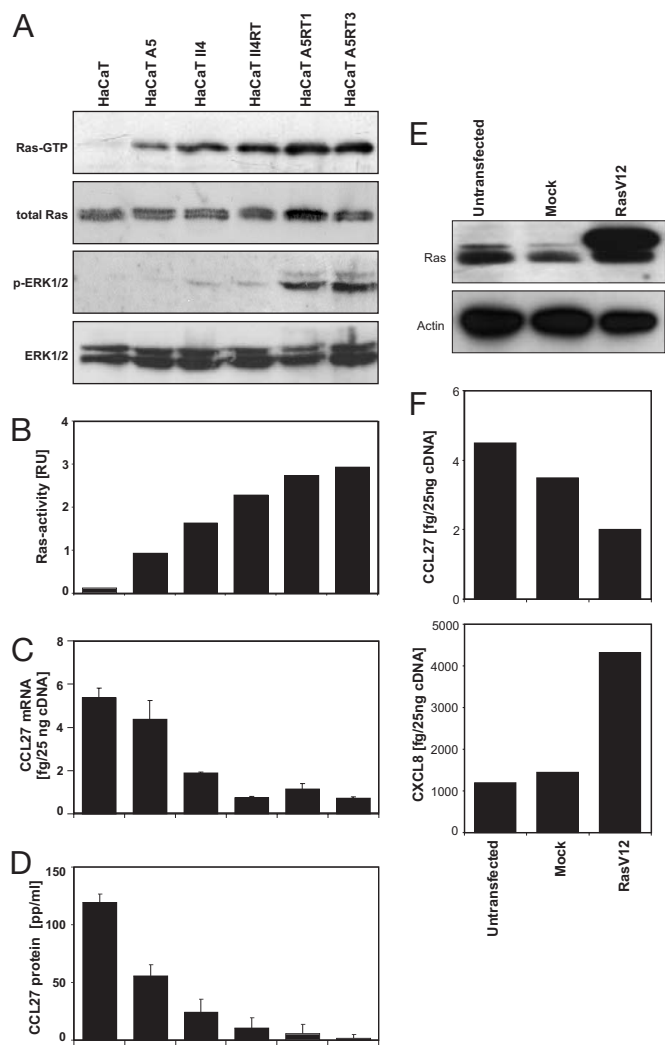 A
HaCaT
HaCaT A5
HaCaT II4
HaCaT II4RT
HaCaT A5RT1
HaCaT A5RT3
Ras-GTP
total Ras
p-ERK1/2
ERK1/2
B
Ras-activity [RU]
4
3
2
1
0
C
CCL27 mRNA
[fg/25 ng cDNA]
8
6
4
2
0
D
CCL27 protein [pp/ml]
150
100
50
0
E
Untransfected
Mock
RasV12
Ras
Actin
F
CCL27 [fg/25ng cDNA)
6
4
2
0
CXCL8 [fg/25ng cDNA)
5000
4000
3000
2000
1000
0
Untransfected
Mock
RasV12